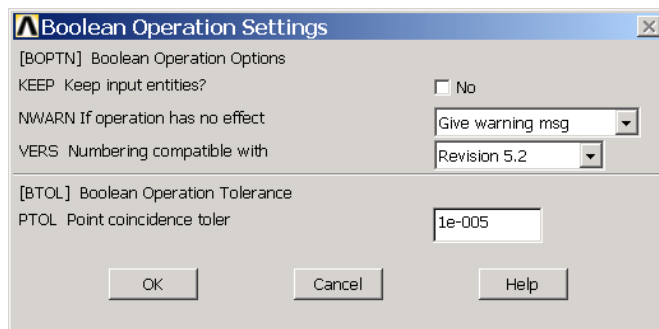 Boolean Operation Settings
[BOPTN] Boolean Operation Options
KEEP Keep input entities?
No
NWARN If operation has no effect
Give warning msg
VERS Numbering compatible with
Revision 5.2
[BTOL] Boolean Operation Tolerance
PTOL Point coincidence toler
1e-005
OK Cancel Help